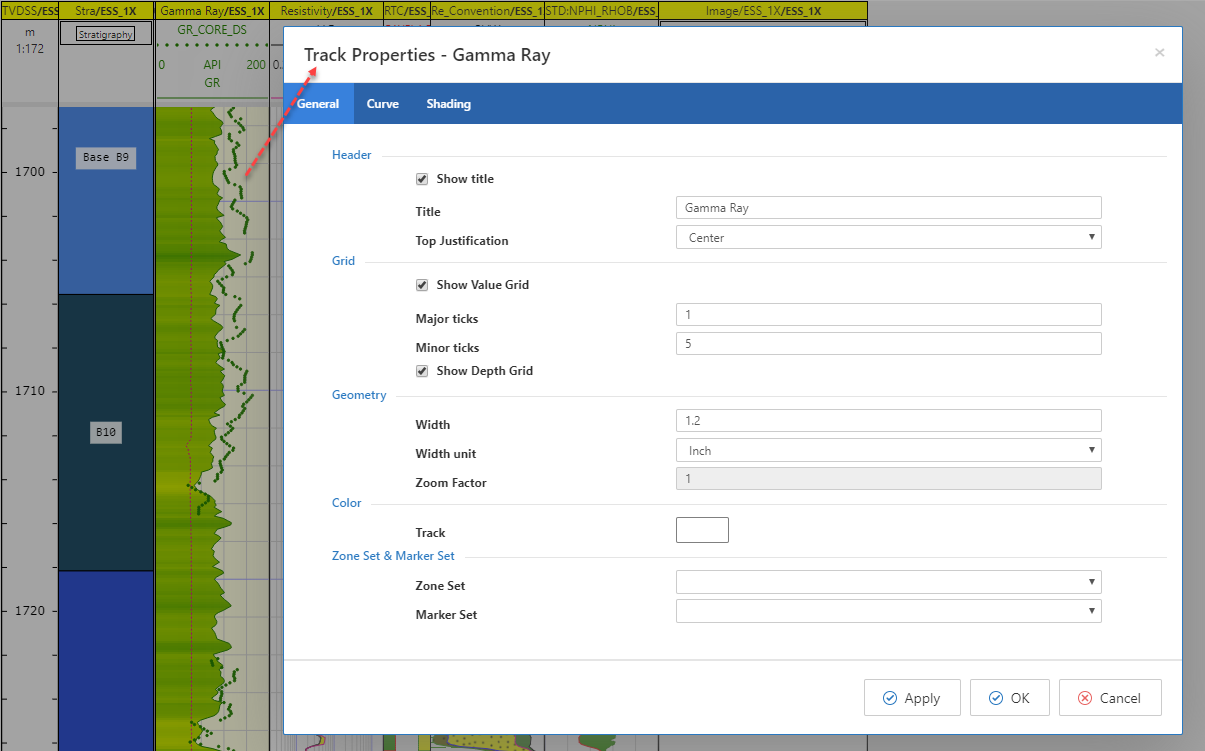 TVDSS/ESS Stra/ESS_1X Gamma Ray/ESS_1X Resistivity/ESS_1X RTC/ESS_ Re_Convention/ESS_1 STD:NPHI_RHOB/ESS_ Image/ESS_1X/ESS_1X
m
1:172
Stratigraphy
GR_CORE_DS
0 API 200
GR
0..
Track Properties - Gamma Ray
×
General Curve Shading
Header
Show title
Title Gamma Ray
Top Justification Center
Grid
Show Value Grid
Major ticks 1
Minor ticks 5
Show Depth Grid
Geometry
Width 1.2
Width unit Inch
Zoom Factor 1
Color
Track
Zone Set & Marker Set
Zone Set
Marker Set
Apply OK Cancel
1700
Base B9
1710
B10
1720